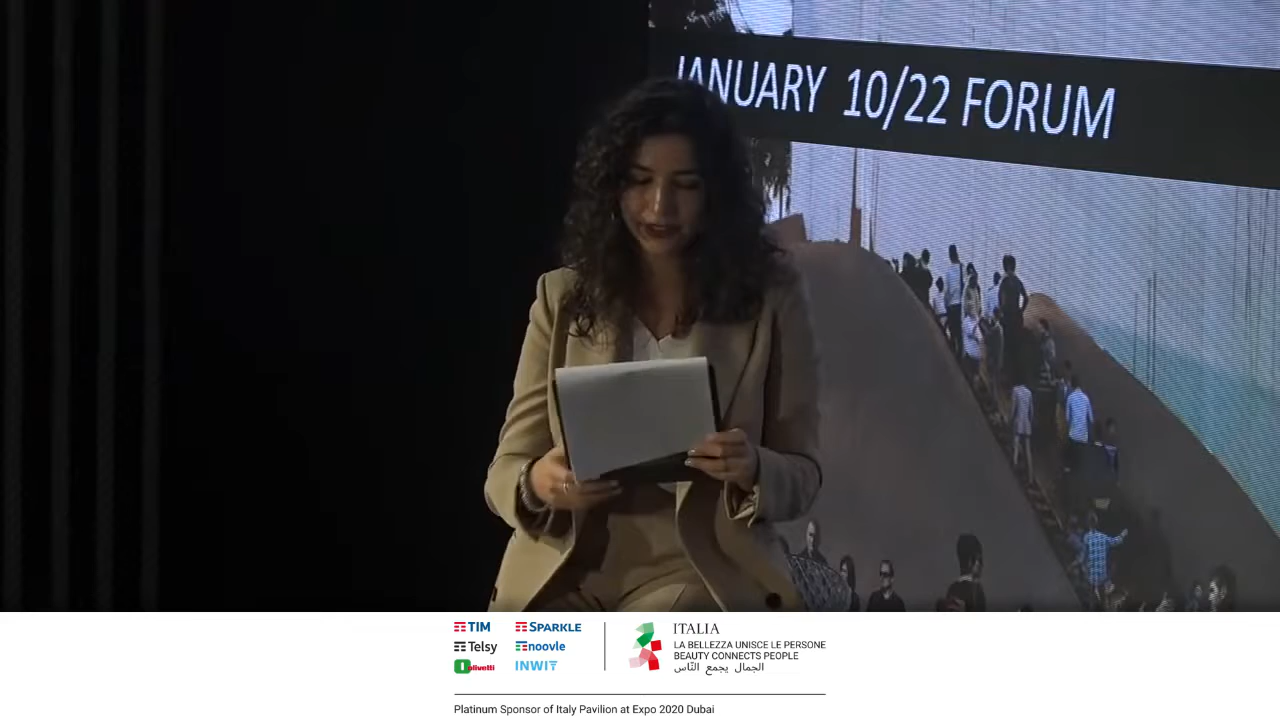 JANUARY 10/22 FORUM
TIM
SPARKLE
Telsy
noovle
olivetti
INWIT
ITALIA
LA BELLEZZA UNISCE LE PERSONE
BEAUTY CONNECTS PEOPLE
الجمال يجمع النّاس
Platinum Sponsor of Italy Pavilion at Expo 2020 Dubai